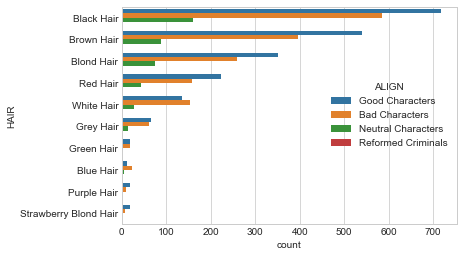 Black Hair
Brown Hair
Blond Hair
Red Hair
White Hair
Grey Hair
Green Hair
Blue Hair
Purple Hair
Strawberry Blond Hair
HAIR
ALIGN
Good Characters
Bad Characters
Neutral Characters
Reformed Criminals
0 100 200 300 400 500 600 700
count